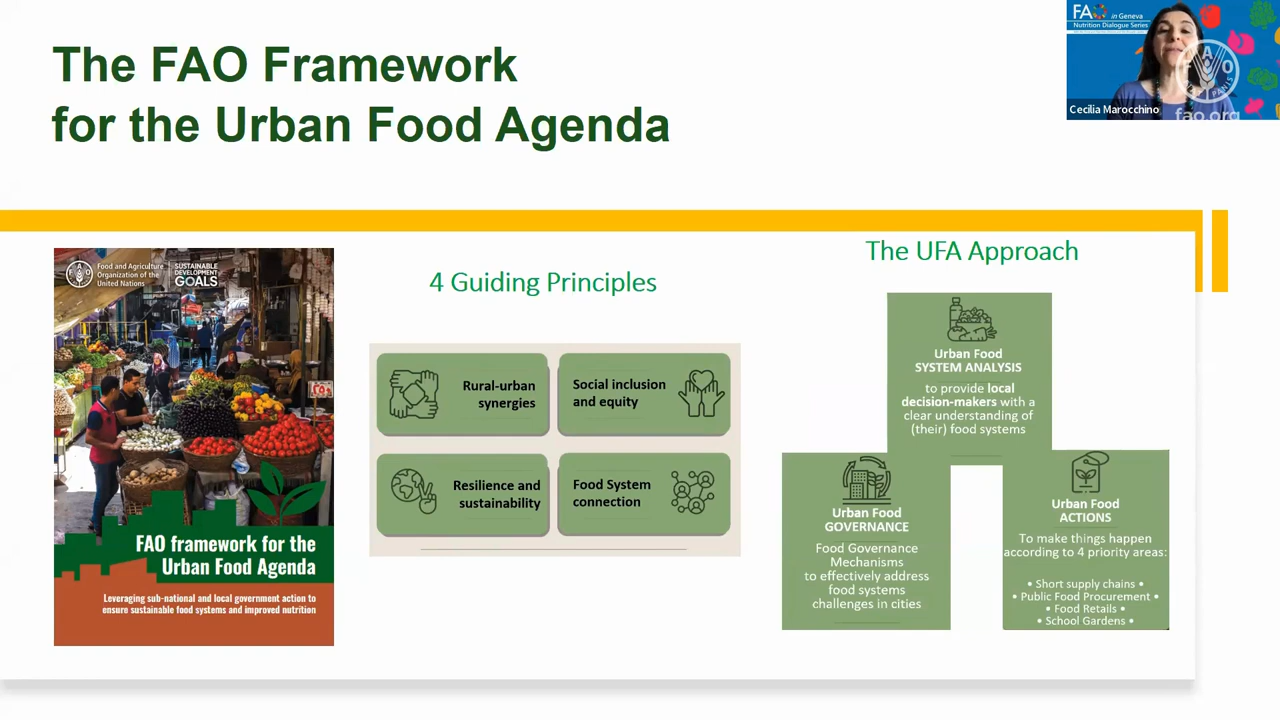 The FAO Framework
for the Urban Food Agenda
FAO in Geneva
Nutrition Dialogue Series
Cecilia Marocchino
fao.org
Food and Agriculture
Organization of the
United Nations
SUSTAINABLE
DEVELOPMENT
GOALS
FAO framework for the
Urban Food Agenda
Leveraging sub-national and local government action to
ensure sustainable food systems and improved nutrition
4 Guiding Principles
Rural-urban
synergies
Social inclusion
and equity
Resilience and
sustainability
Food System
connection
The UFA Approach
Urban Food
SYSTEM ANALYSIS
to provide local
decision-makers with a
clear understanding of
(their) food systems
Urban Food
GOVERNANCE
Food Governance
Mechanisms
to effectively address
food systems
challenges in cities
Urban Food
ACTIONS
To make things happen
according to 4 priority areas:
• Short supply chains •
• Public Food Procurement •
• Food Retails •
• School Gardens •